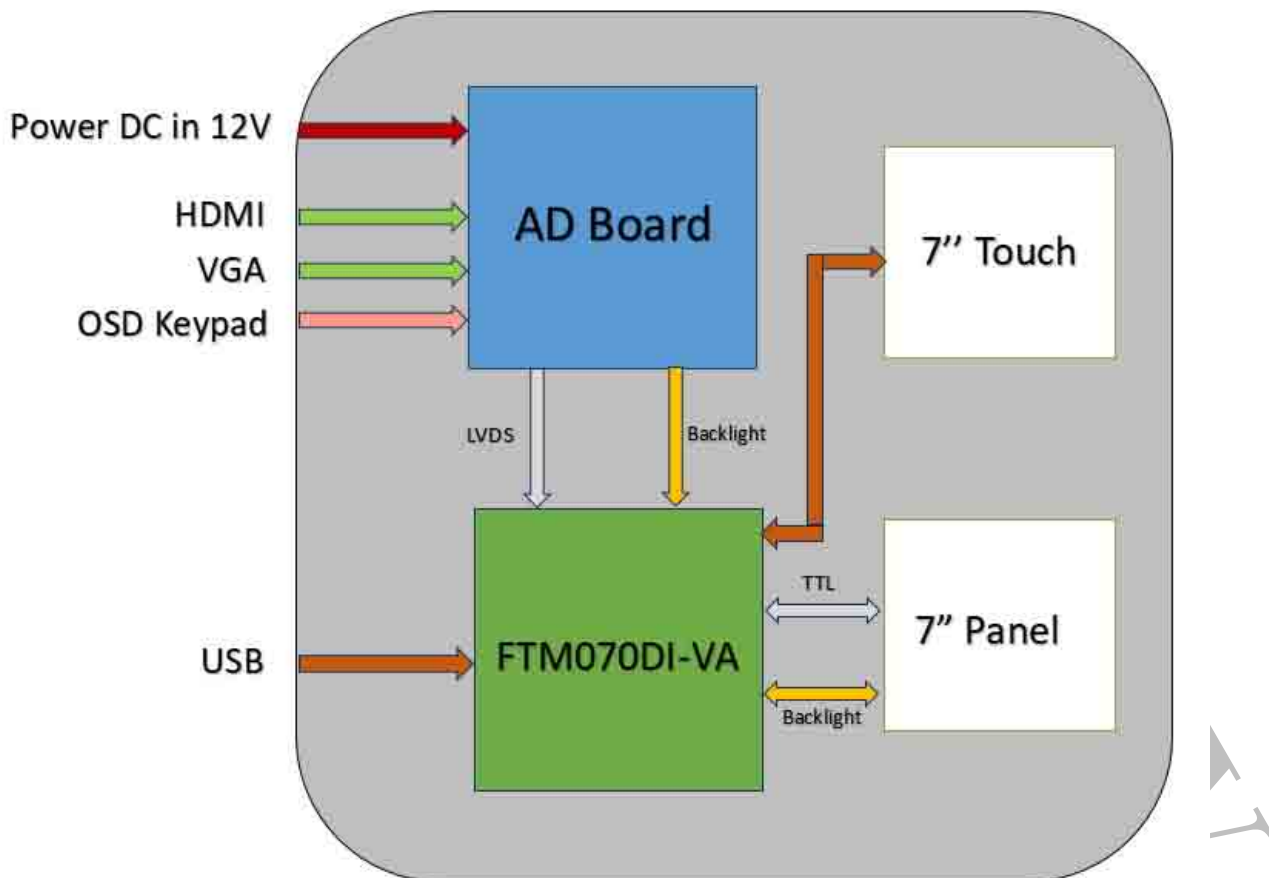 Power DC in 12V
HDMI
VGA
OSD Keypad
AD Board
7’’ Touch
LVDS
Backlight
TTL
7” Panel
USB
FTM070DI-VA
Backlight